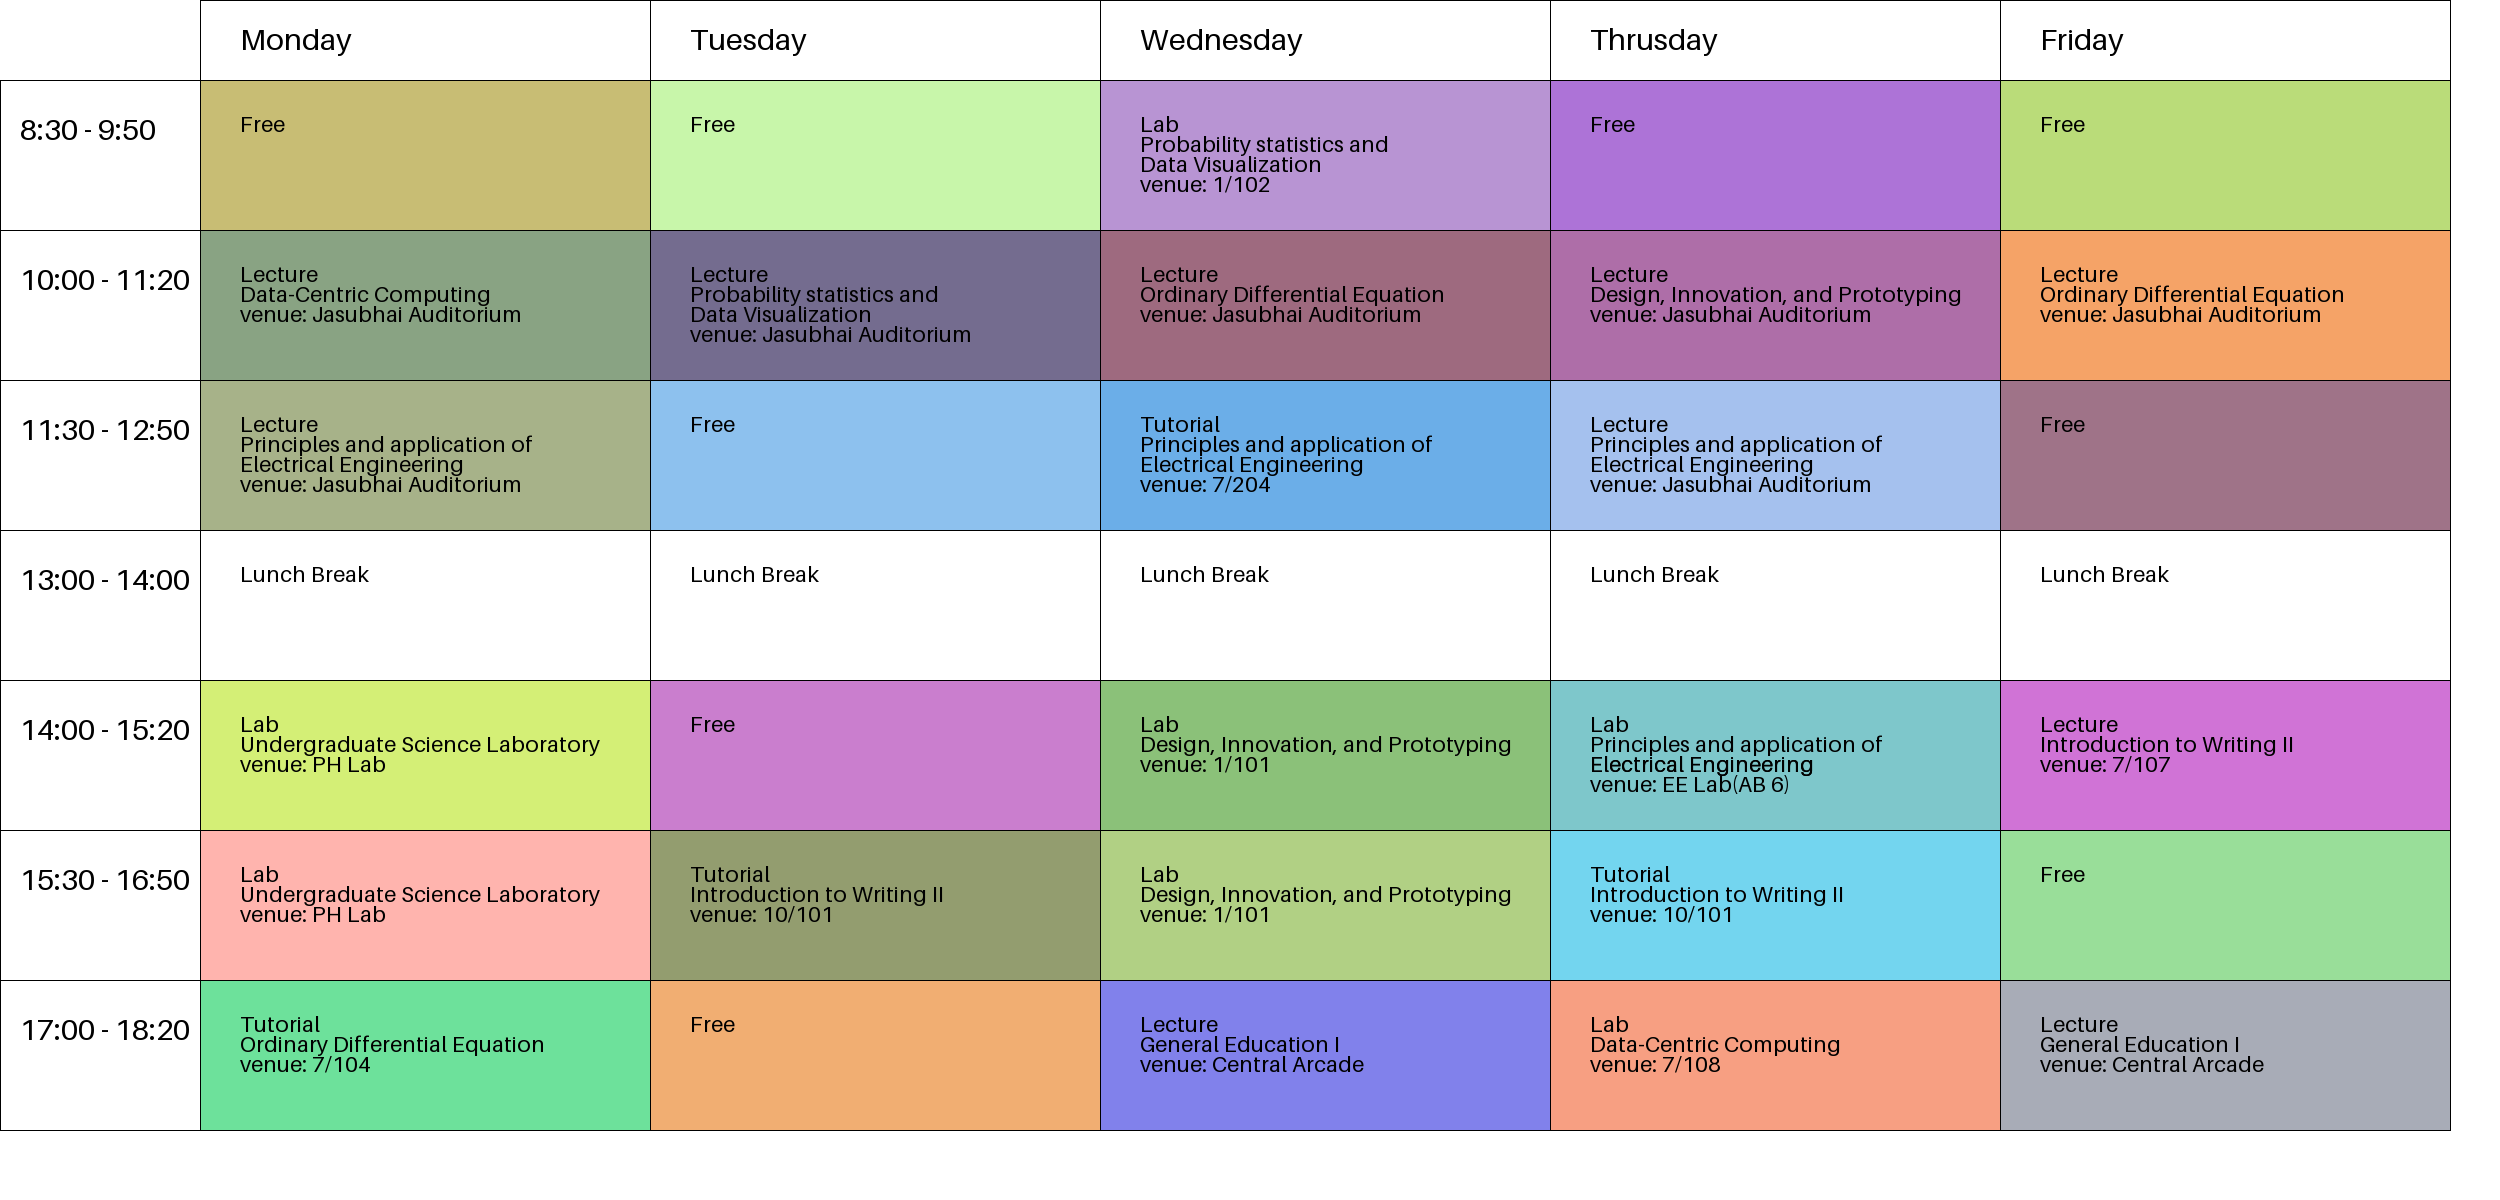 Monday
Tuesday
Wednesday
Thrusday
Friday
8:30 - 9:50
Free
Free
Lab
Probability statistics and
Data Visualization
venue: 1/102
Free
Free
10:00 - 11:20
Lecture
Data-Centric Computing
venue: Jasubhai Auditorium
Lecture
Probability statistics and
Data Visualization
venue: Jasubhai Auditorium
Lecture
Ordinary Differential Equation
venue: Jasubhai Auditorium
Lecture
Design, Innovation, and Prototyping
venue: Jasubhai Auditorium
Lecture
Ordinary Differential Equation
venue: Jasubhai Auditorium
11:30 - 12:50
Lecture
Principles and application of
Electrical Engineering
venue: Jasubhai Auditorium
Free
Tutorial
Principles and application of
Electrical Engineering
venue: 7/204
Lecture
Principles and application of
Electrical Engineering
venue: Jasubhai Auditorium
Free
13:00 - 14:00
Lunch Break
Lunch Break
Lunch Break
Lunch Break
Lunch Break
14:00 - 15:20
Lab
Undergraduate Science Laboratory
venue: PH Lab
Free
Lab
Design, Innovation, and Prototyping
venue: 1/101
Lab
Principles and application of
Electrical Engineering
venue: EE Lab(AB 6)
Lecture
Introduction to Writing II
venue: 7/107
15:30 - 16:50
Lab
Undergraduate Science Laboratory
venue: PH Lab
Tutorial
Introduction to Writing II
venue: 10/101
Lab
Design, Innovation, and Prototyping
venue: 1/101
Tutorial
Introduction to Writing II
venue: 10/101
Free
17:00 - 18:20
Tutorial
Ordinary Differential Equation
venue: 7/104
Free
Lecture
General Education I
venue: Central Arcade
Lab
Data-Centric Computing
venue: 7/108
Lecture
General Education I
venue: Central Arcade